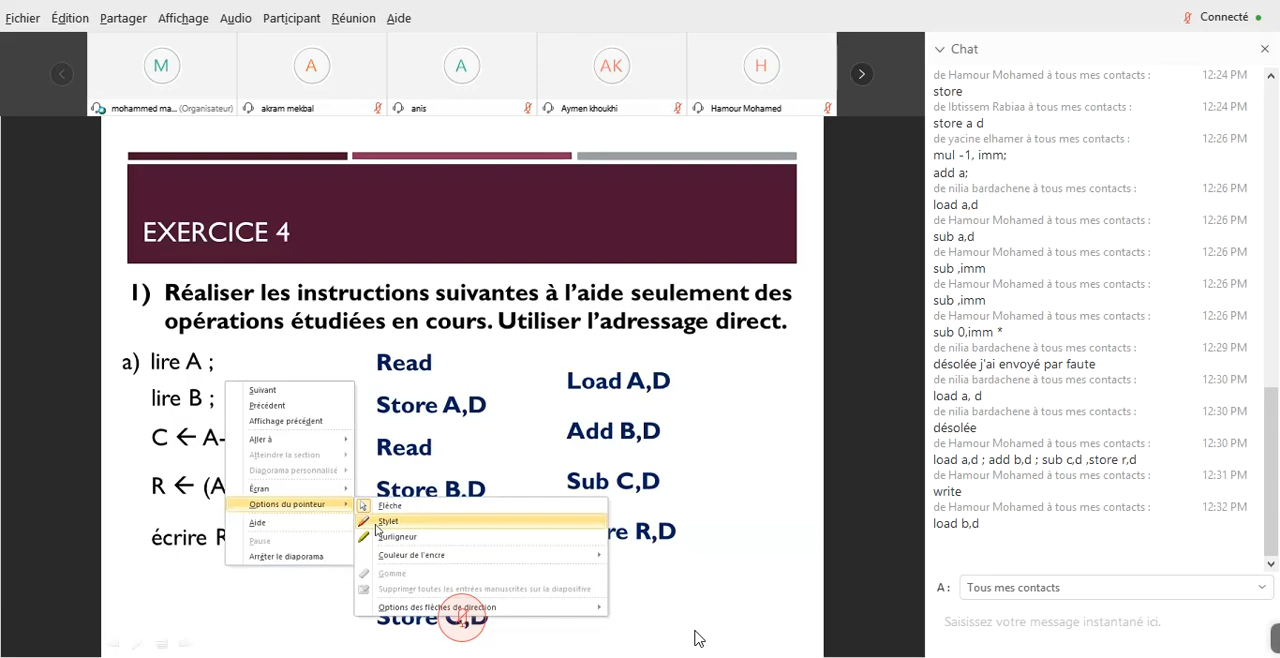 Fichier Édition Partager Affichage Audio Participant Réunion Aide
Connecté
M A A AK H
mohammed ma... (Organisateur) akram mekbal anis Aymen khoukhi Hamour Mohamed
EXERCICE 4
1) Réaliser les instructions suivantes à l'aide seulement des
opérations étudiées en cours. Utiliser l'adressage direct.
a) lire A ;
lire B ;
C ← A-
R ← (A
écrire R
Read
Store A,D
Read
Store B,D
Store C,D
Load A,D
Add B,D
Sub C,D
re R,D
Suivant
Précédent
Affichage précédent
Aller à
Atteindre la section
Diaporama personnalisé
Écran
Options du pointeur
Aide
Pause
Arrêter le diaporama
Flèche
Stylet
Surligneur
Couleur de l'encre
Gomme
Supprimer toutes les entrées manuscrites sur la diapositive
Options des flèches de direction
Chat
de Hamour Mohamed à tous mes contacts : 12:24 PM
store
de Ibtissem Rabiaa à tous mes contacts : 12:24 PM
store a d
de yacine elhamer à tous mes contacts : 12:26 PM
mul -1, imm;
add a;
de nilia bardachene à tous mes contacts : 12:26 PM
load a,d
de Hamour Mohamed à tous mes contacts : 12:26 PM
sub a,d
de Hamour Mohamed à tous mes contacts : 12:26 PM
sub ,imm
de Hamour Mohamed à tous mes contacts : 12:26 PM
sub ,imm
de Hamour Mohamed à tous mes contacts : 12:26 PM
sub 0,imm *
de nilia bardachene à tous mes contacts : 12:29 PM
désolée j'ai envoyé par faute
de nilia bardachene à tous mes contacts : 12:30 PM
load a, d
de nilia bardachene à tous mes contacts : 12:30 PM
désolée
de Hamour Mohamed à tous mes contacts : 12:30 PM
load a,d ; add b,d ; sub c,d ,store r,d
de Hamour Mohamed à tous mes contacts : 12:31 PM
write
de Hamour Mohamed à tous mes contacts : 12:32 PM
load b,d
A : Tous mes contacts
Saisissez votre message instantané ici.